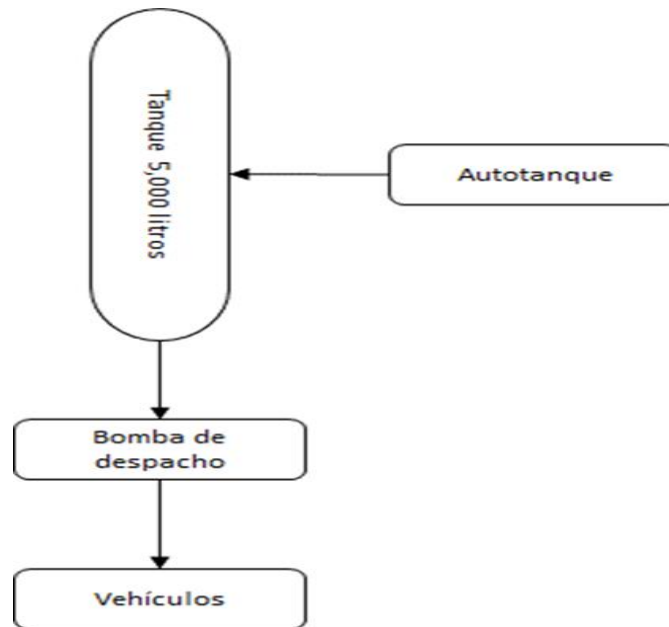 Tanque 5,000 litros
Autotanque
Bomba de
despacho
Vehículos